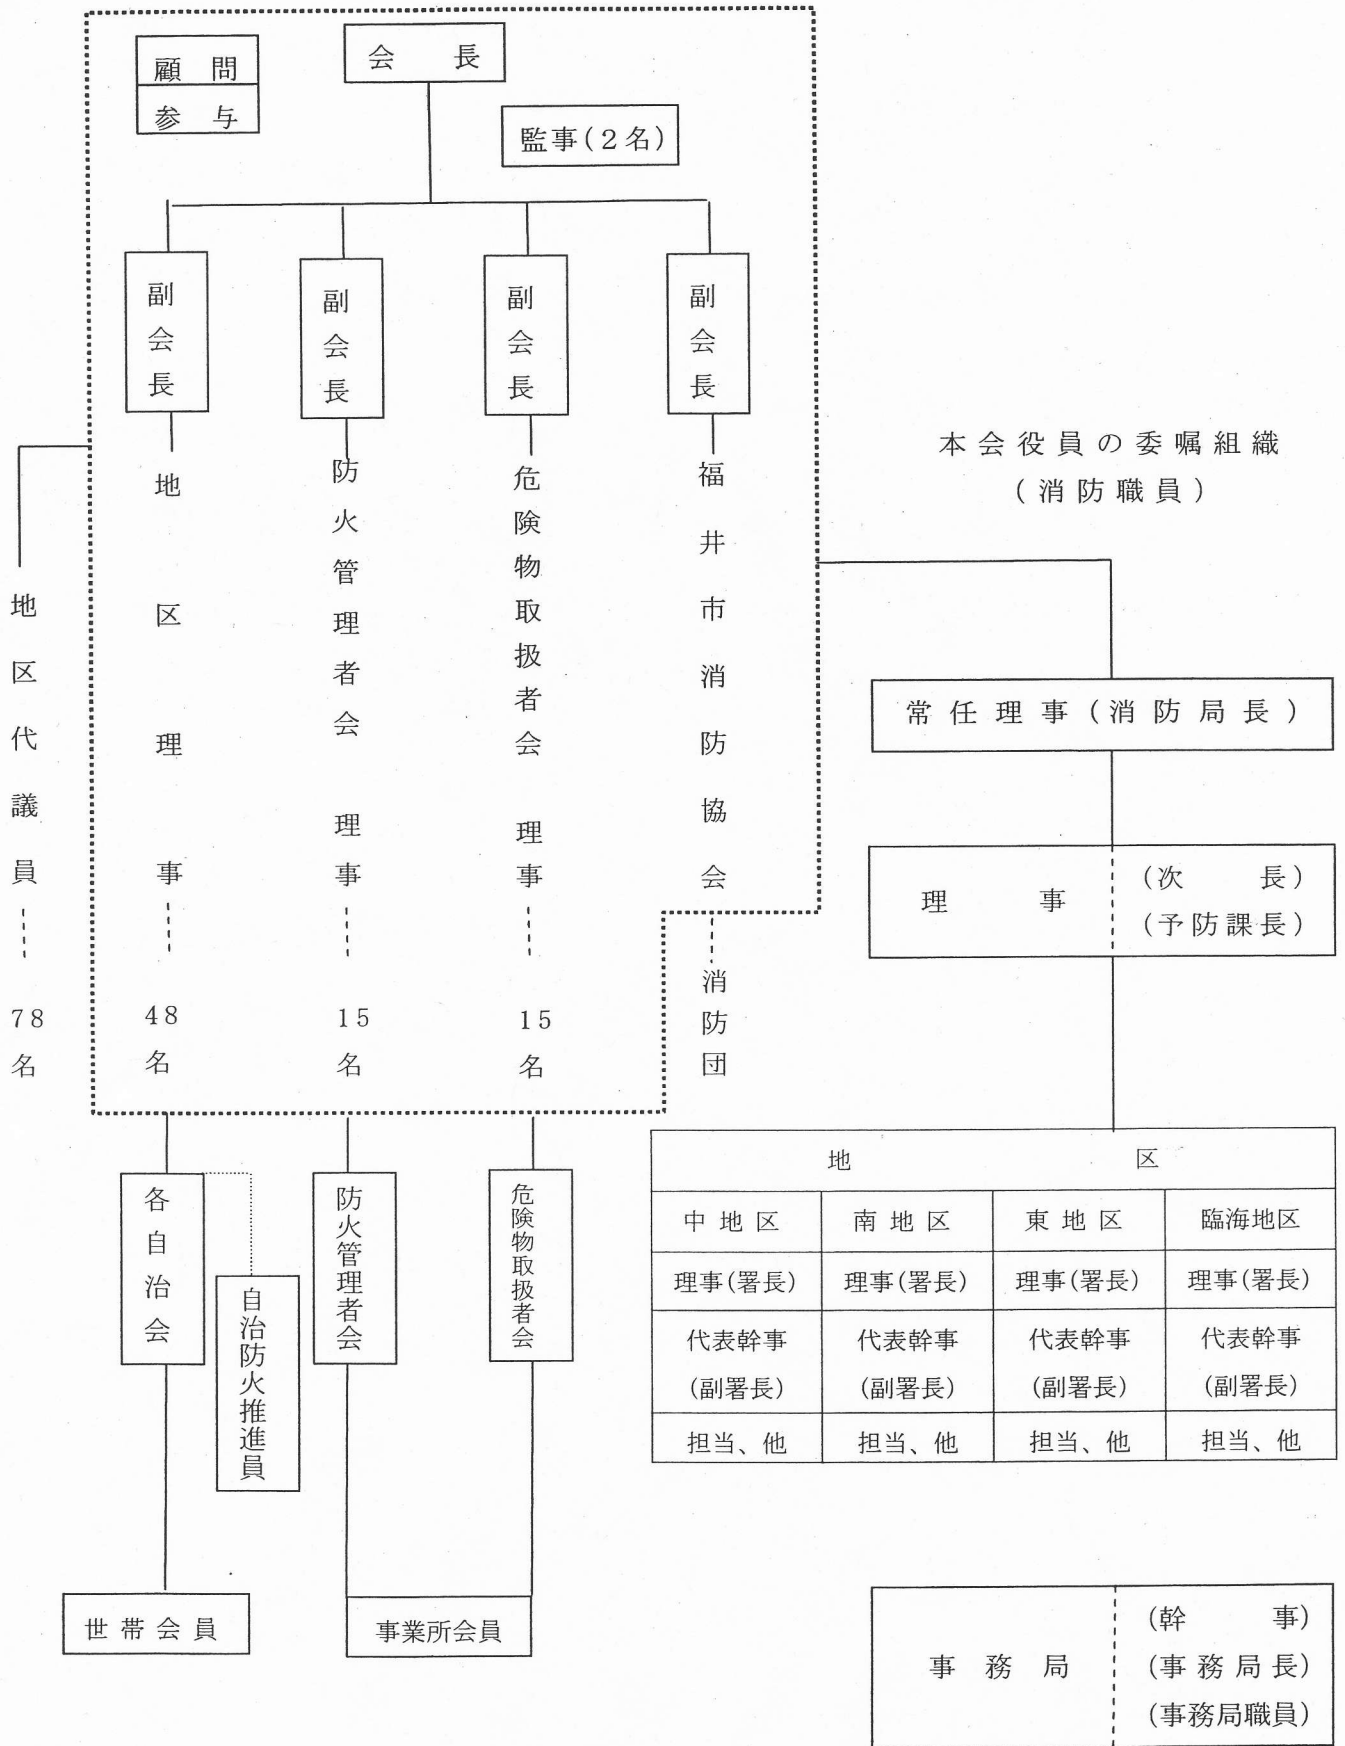 会長
顧問
参与
監事(2名)
副会長
副会長
副会長
副会長
地区理事
48
名
防火管理者会 理事
15
名
危険物取扱者会 理事
15
名
福井市消防協会
消防団
地区代議員
78
名
各自治会
自治防火推進員
防火管理者会
危険物取扱者会
世帯会員
事業所会員
本会役員の委嘱組織
(消防職員)
常任理事(消防局長)
理事
(次長)
(予防課長)
地区
中地区 南地区 東地区 臨海地区
理事(署長) 理事(署長) 理事(署長) 理事(署長)
代表幹事 代表幹事 代表幹事 代表幹事
(副署長) (副署長) (副署長) (副署長)
担当、他 担当、他 担当、他 担当、他
事務局
(幹事)
(事務局長)
(事務局職員)